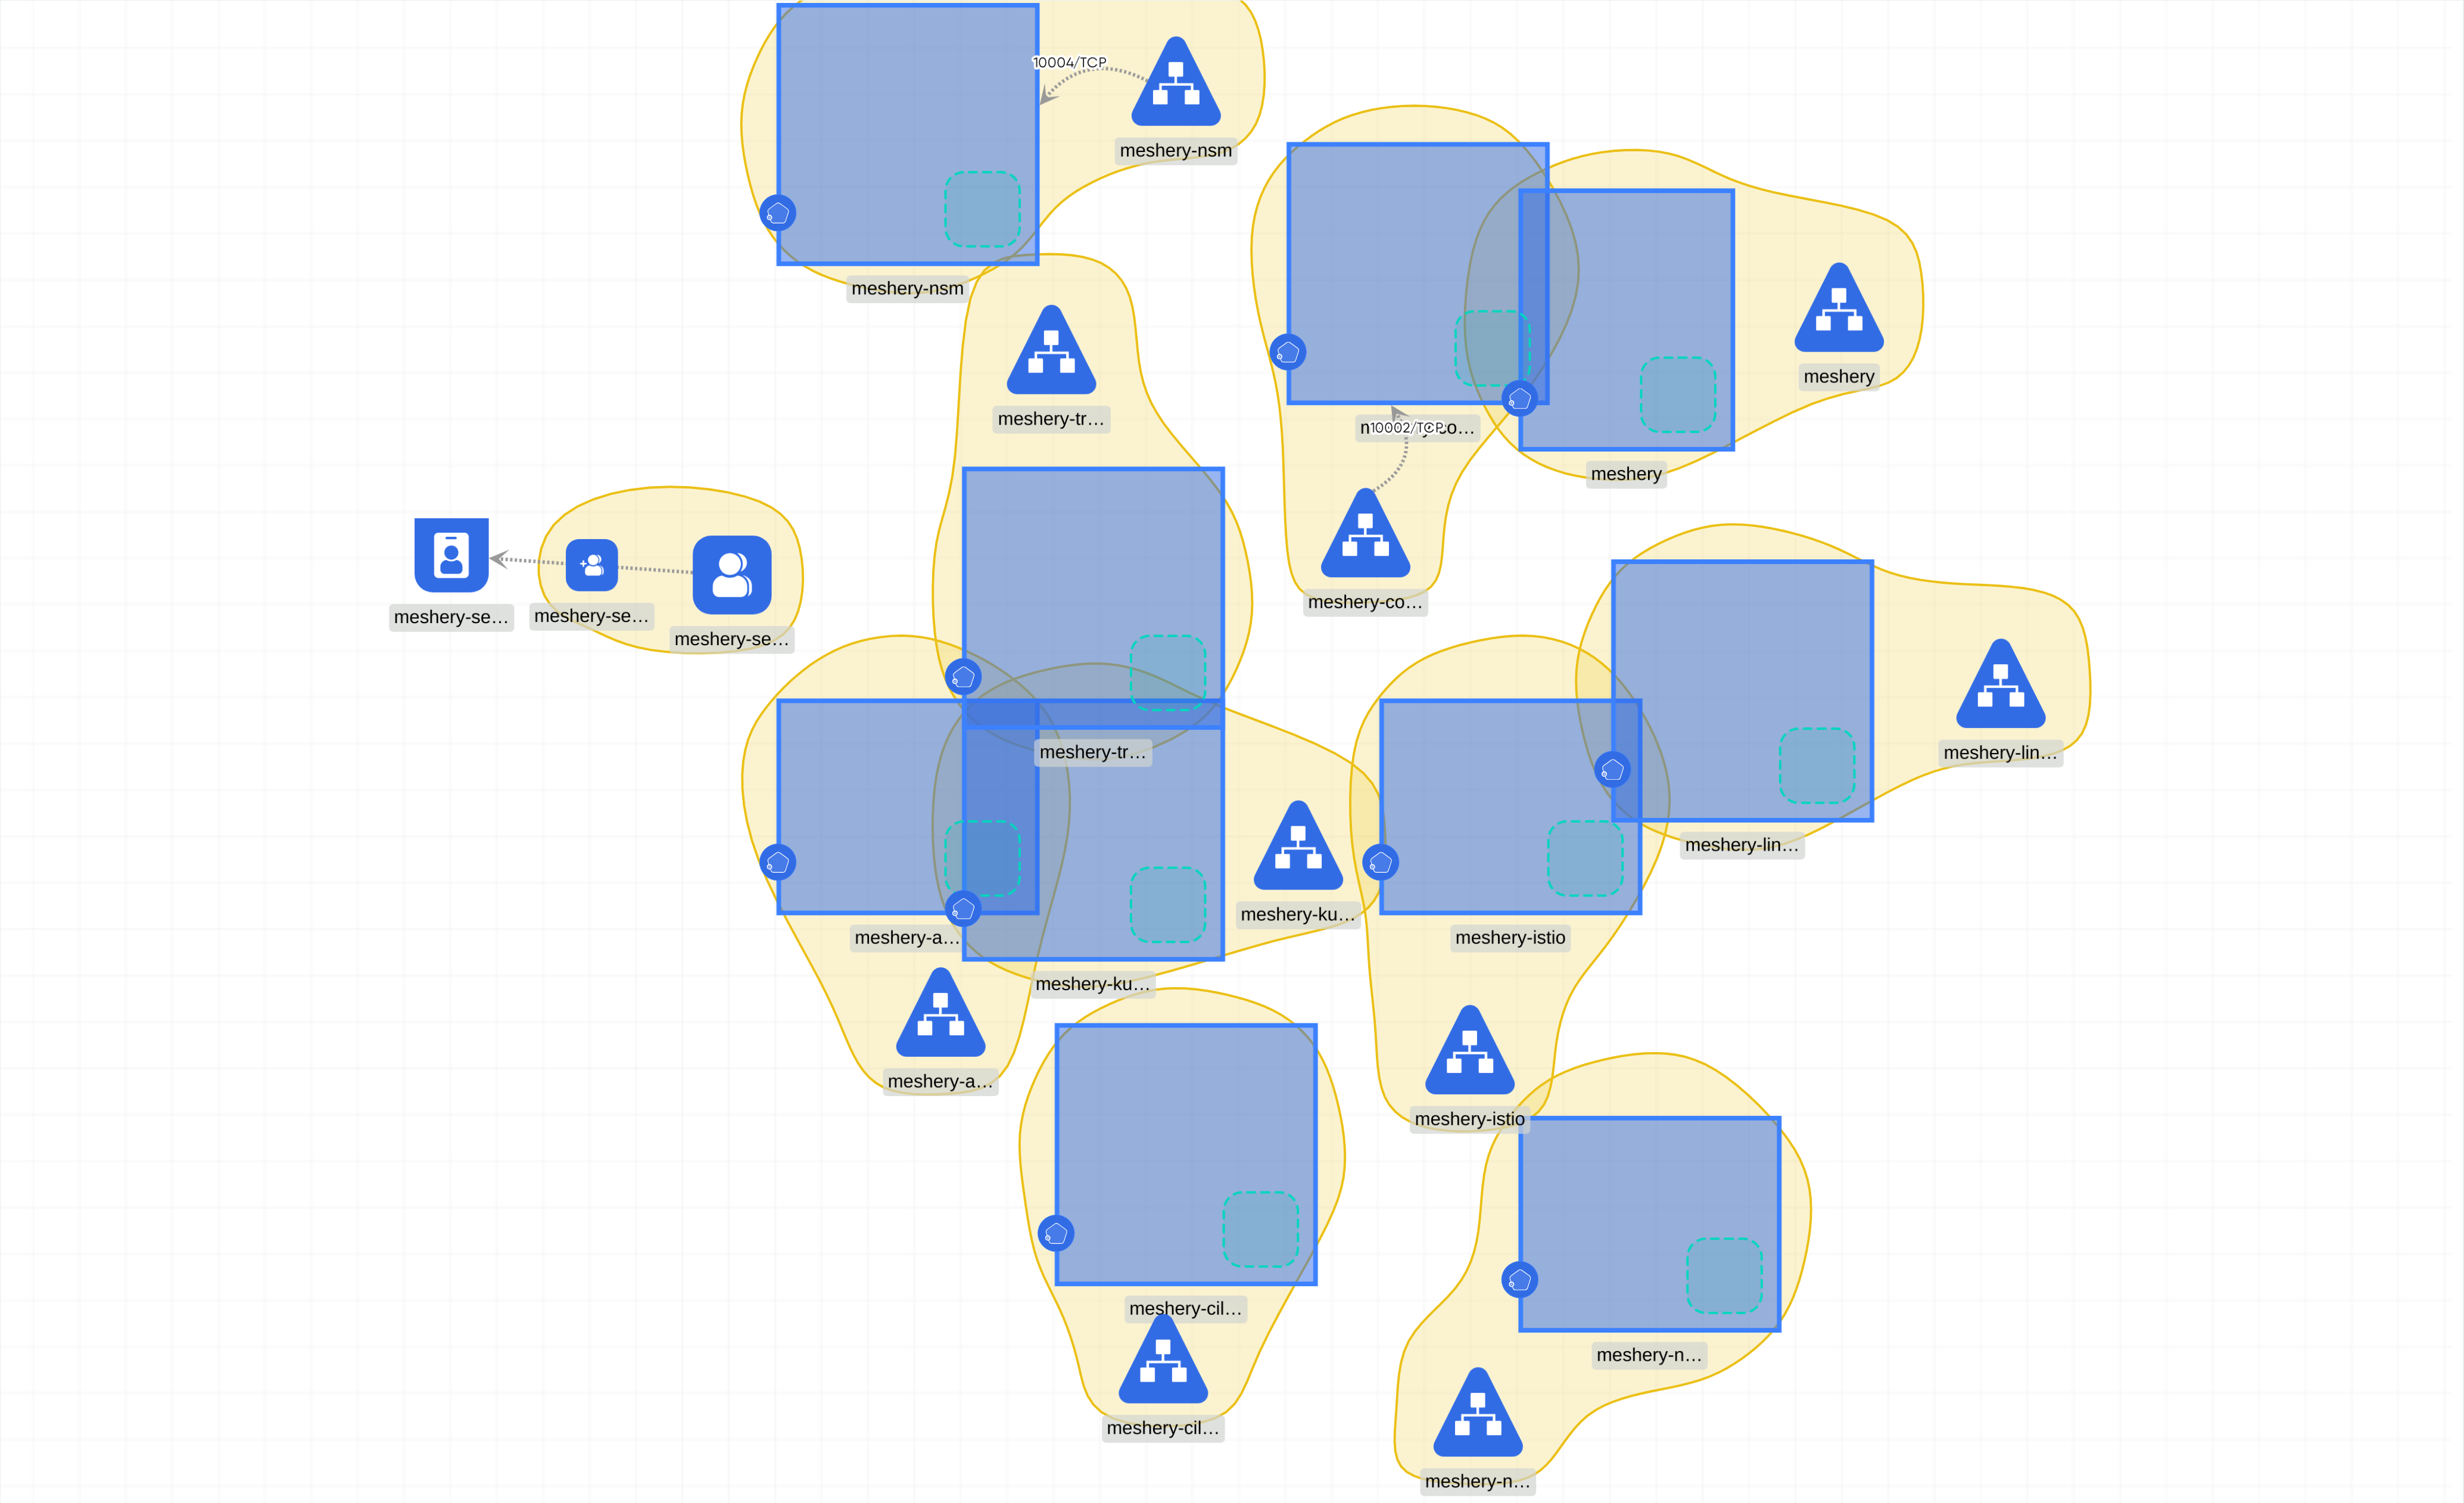 10004/TCP
meshery-nsm
meshery-nsm
meshery
meshery-tr…
10002/TCP
meshery
meshery-co…
meshery-se…
meshery-se…
meshery-se…
meshery-tr…
meshery-lin…
meshery-lin…
meshery-ku…
meshery-a…
meshery-istio
meshery-ku…
meshery-a…
meshery-istio
meshery-cil…
meshery-n…
meshery-cil…
meshery-n…